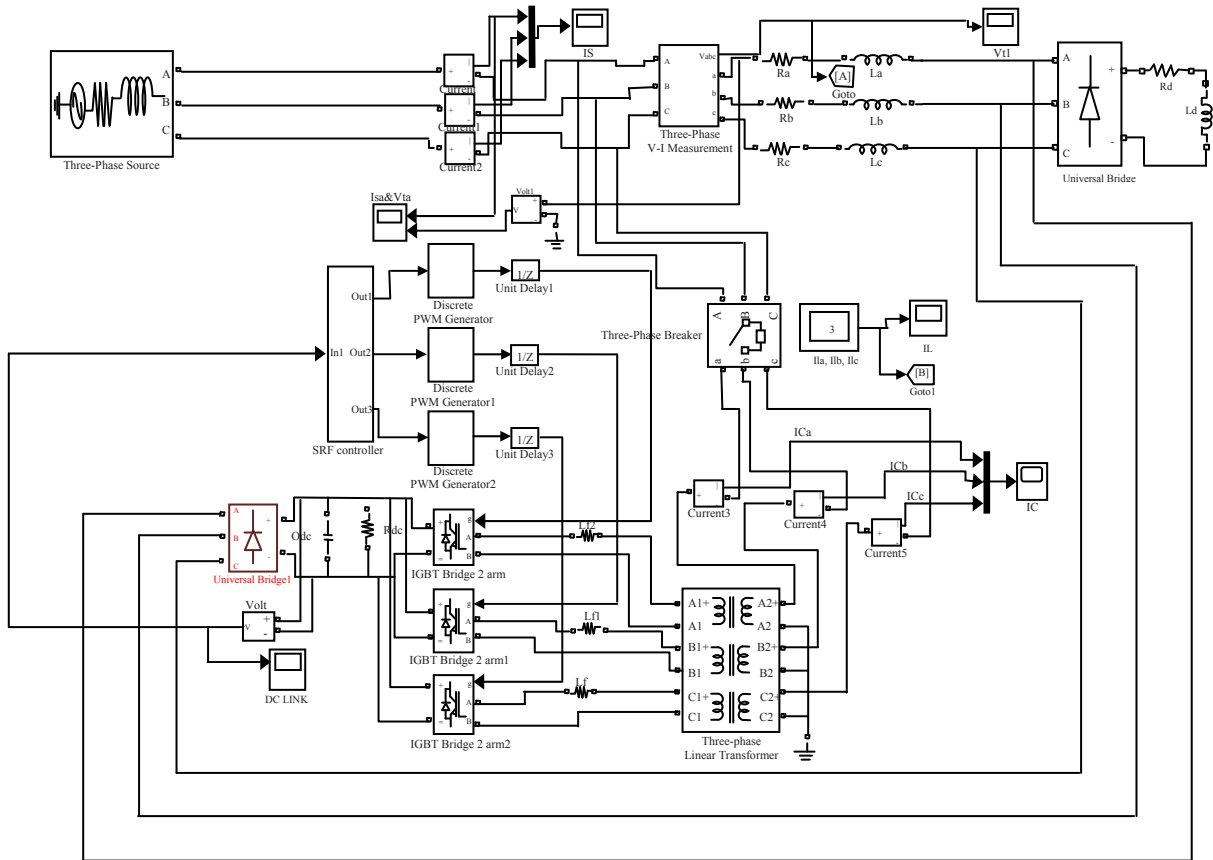 IS
Vt1
A
B
C
Three-Phase Source
+
-
Current
+
-
Current1
+
-
Current2
A
B
C
Vabc
a
b
c
Three-Phase
V-I Measurement
Ra
La
[A]
Goto
Rb
Lb
Rc
Lc
A
B
C
+
-
Universal Bridge
Rd
Ld
Isa&Vta
Volt1
v
+
-
SRF controller
In1
Out1
Out2
Out3
Discrete
PWM Generator
1/Z
Unit Delay1
Discrete
PWM Generator1
1/Z
Unit Delay2
Discrete
PWM Generator2
1/Z
Unit Delay3
Three-Phase Breaker
A
B
C
a
b
c
3
Ila, Ilb, Ilc
IL
[B]
Goto1
ICa
ICb
ICc
IC
+
-
Current3
+
-
Current4
+
-
Current5
A
B
C
+
-
Universal Bridge1
Odc
Rdc
Volt
v
+
-
DC LINK
+
=
g
A
B
IGBT Bridge 2 arm
+
=
g
A
B
IGBT Bridge 2 arm1
+
=
g
A
B
IGBT Bridge 2 arm2
Lf2
Lf1
Lf
A1+
A1
B1+
B1
C1+
C1
A2+
A2
B2+
B2
C2+
C2
Three-phase
Linear Transformer